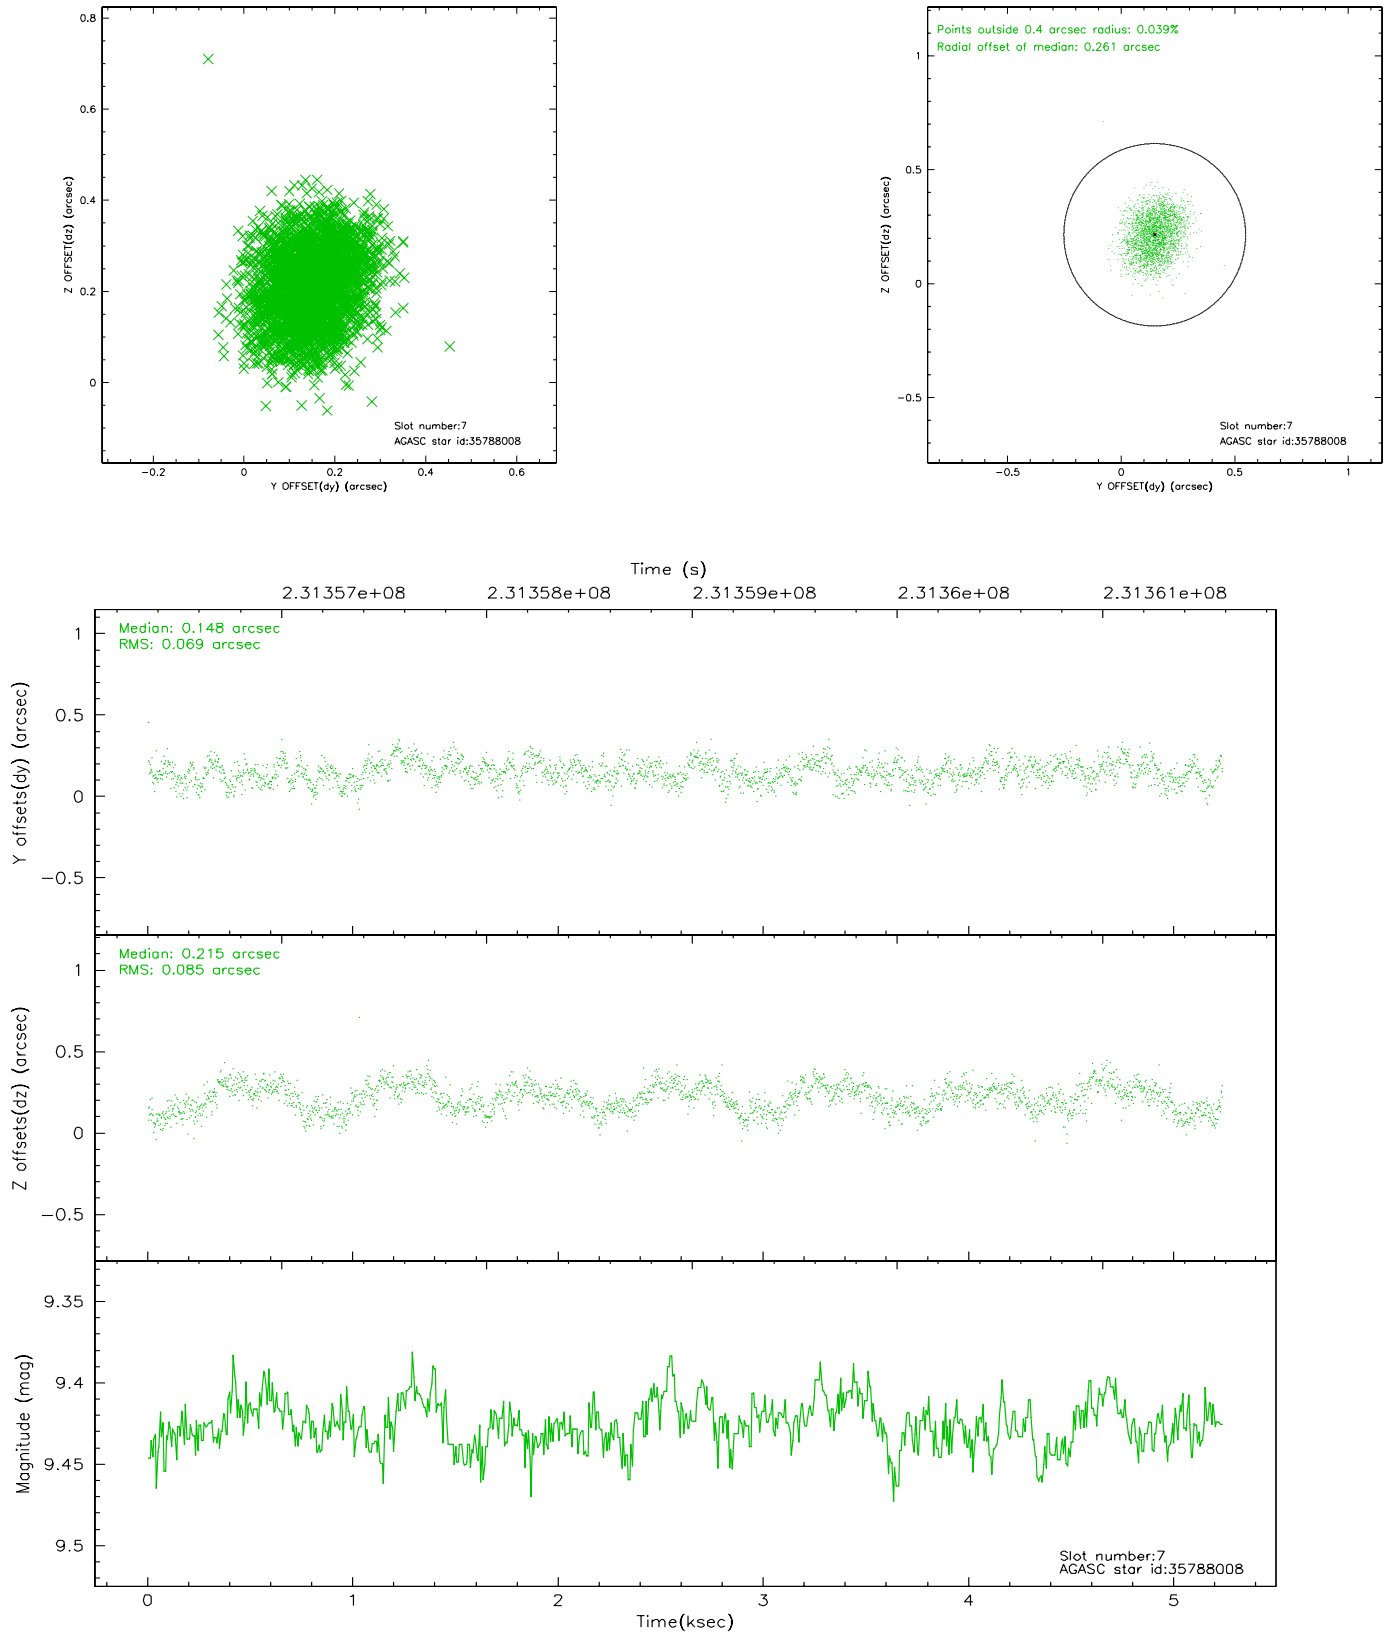 0.8
0.6
0.4
0.2
0
Z OFFSET(dz) (arcsec)
Slot number:7
AGASC star id:35788008
−0.2
0
0.2
0.4
0.6
Y OFFSET(dy) (arcsec)
Points outside 0.4 arcsec radius: 0.039%
Radial offset of median: 0.261 arcsec
1
0.5
0
−0.5
Z OFFSET(dz) (arcsec)
Slot number:7
AGASC star id:35788008
−0.5
0
0.5
1
Y OFFSET(dy) (arcsec)
Time (s)
2.31357e+08
2.31358e+08
2.31359e+08
2.3136e+08
2.31361e+08
Median: 0.148 arcsec
RMS: 0.069 arcsec
1
0.5
0
−0.5
Y offsets(dy) (arcsec)
Median: 0.215 arcsec
RMS: 0.085 arcsec
1
0.5
0
−0.5
Z offsets(dz) (arcsec)
9.35
9.4
9.45
9.5
Magnitude (mag)
Slot number:7
AGASC star id:35788008
0
1
2
3
4
5
Time(ksec)